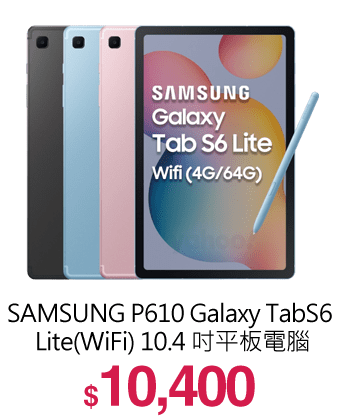 SAMSUNG
Galaxy
Tab S6 Lite
Wifi (4G/64G)
SAMSUNG P610 Galaxy TabS6
Lite(WiFi) 10.4 吋平板電腦
$10,400